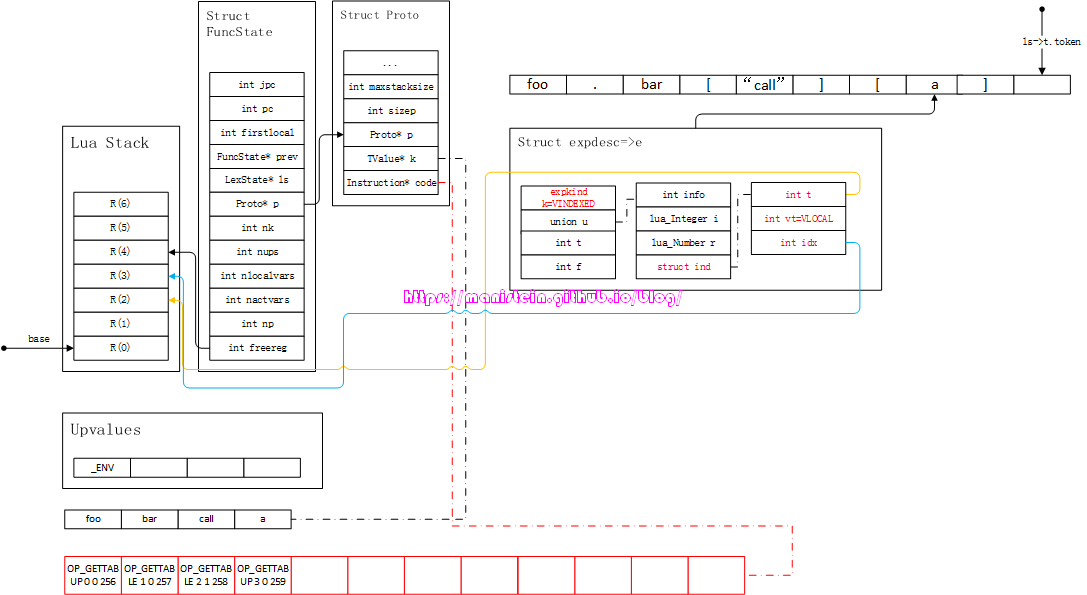 Struct
FuncState
int jpc
int pc
int firstlocal
FuncState* prev
LexState* ls
Proto* p
int nk
int nups
int nlocalvars
int nactvars
int np
int freereg
Struct Proto
...
int maxstacksize
int sizep
Proto* p
TValue* k
Instruction* code
ls->t.token
foo . bar [ “call” ] [ a ]
Struct expdesc=>e
expkind
k=VINDEXED
union u
int t
int f
int info
lua_Integer i
lua_Number r
struct ind
int t
int vt=VLOCAL
int idx
Lua Stack
R(6)
R(5)
R(4)
R(3)
R(2)
R(1)
R(0)
base
https://manistein.github.io/blog/
Upvalues
_ENV
foo bar call a
OP_GETTAB
UP 0 0 256
OP_GETTAB
LE 1 0 257
OP_GETTAB
LE 2 1 258
OP_GETTAB
UP 3 0 259